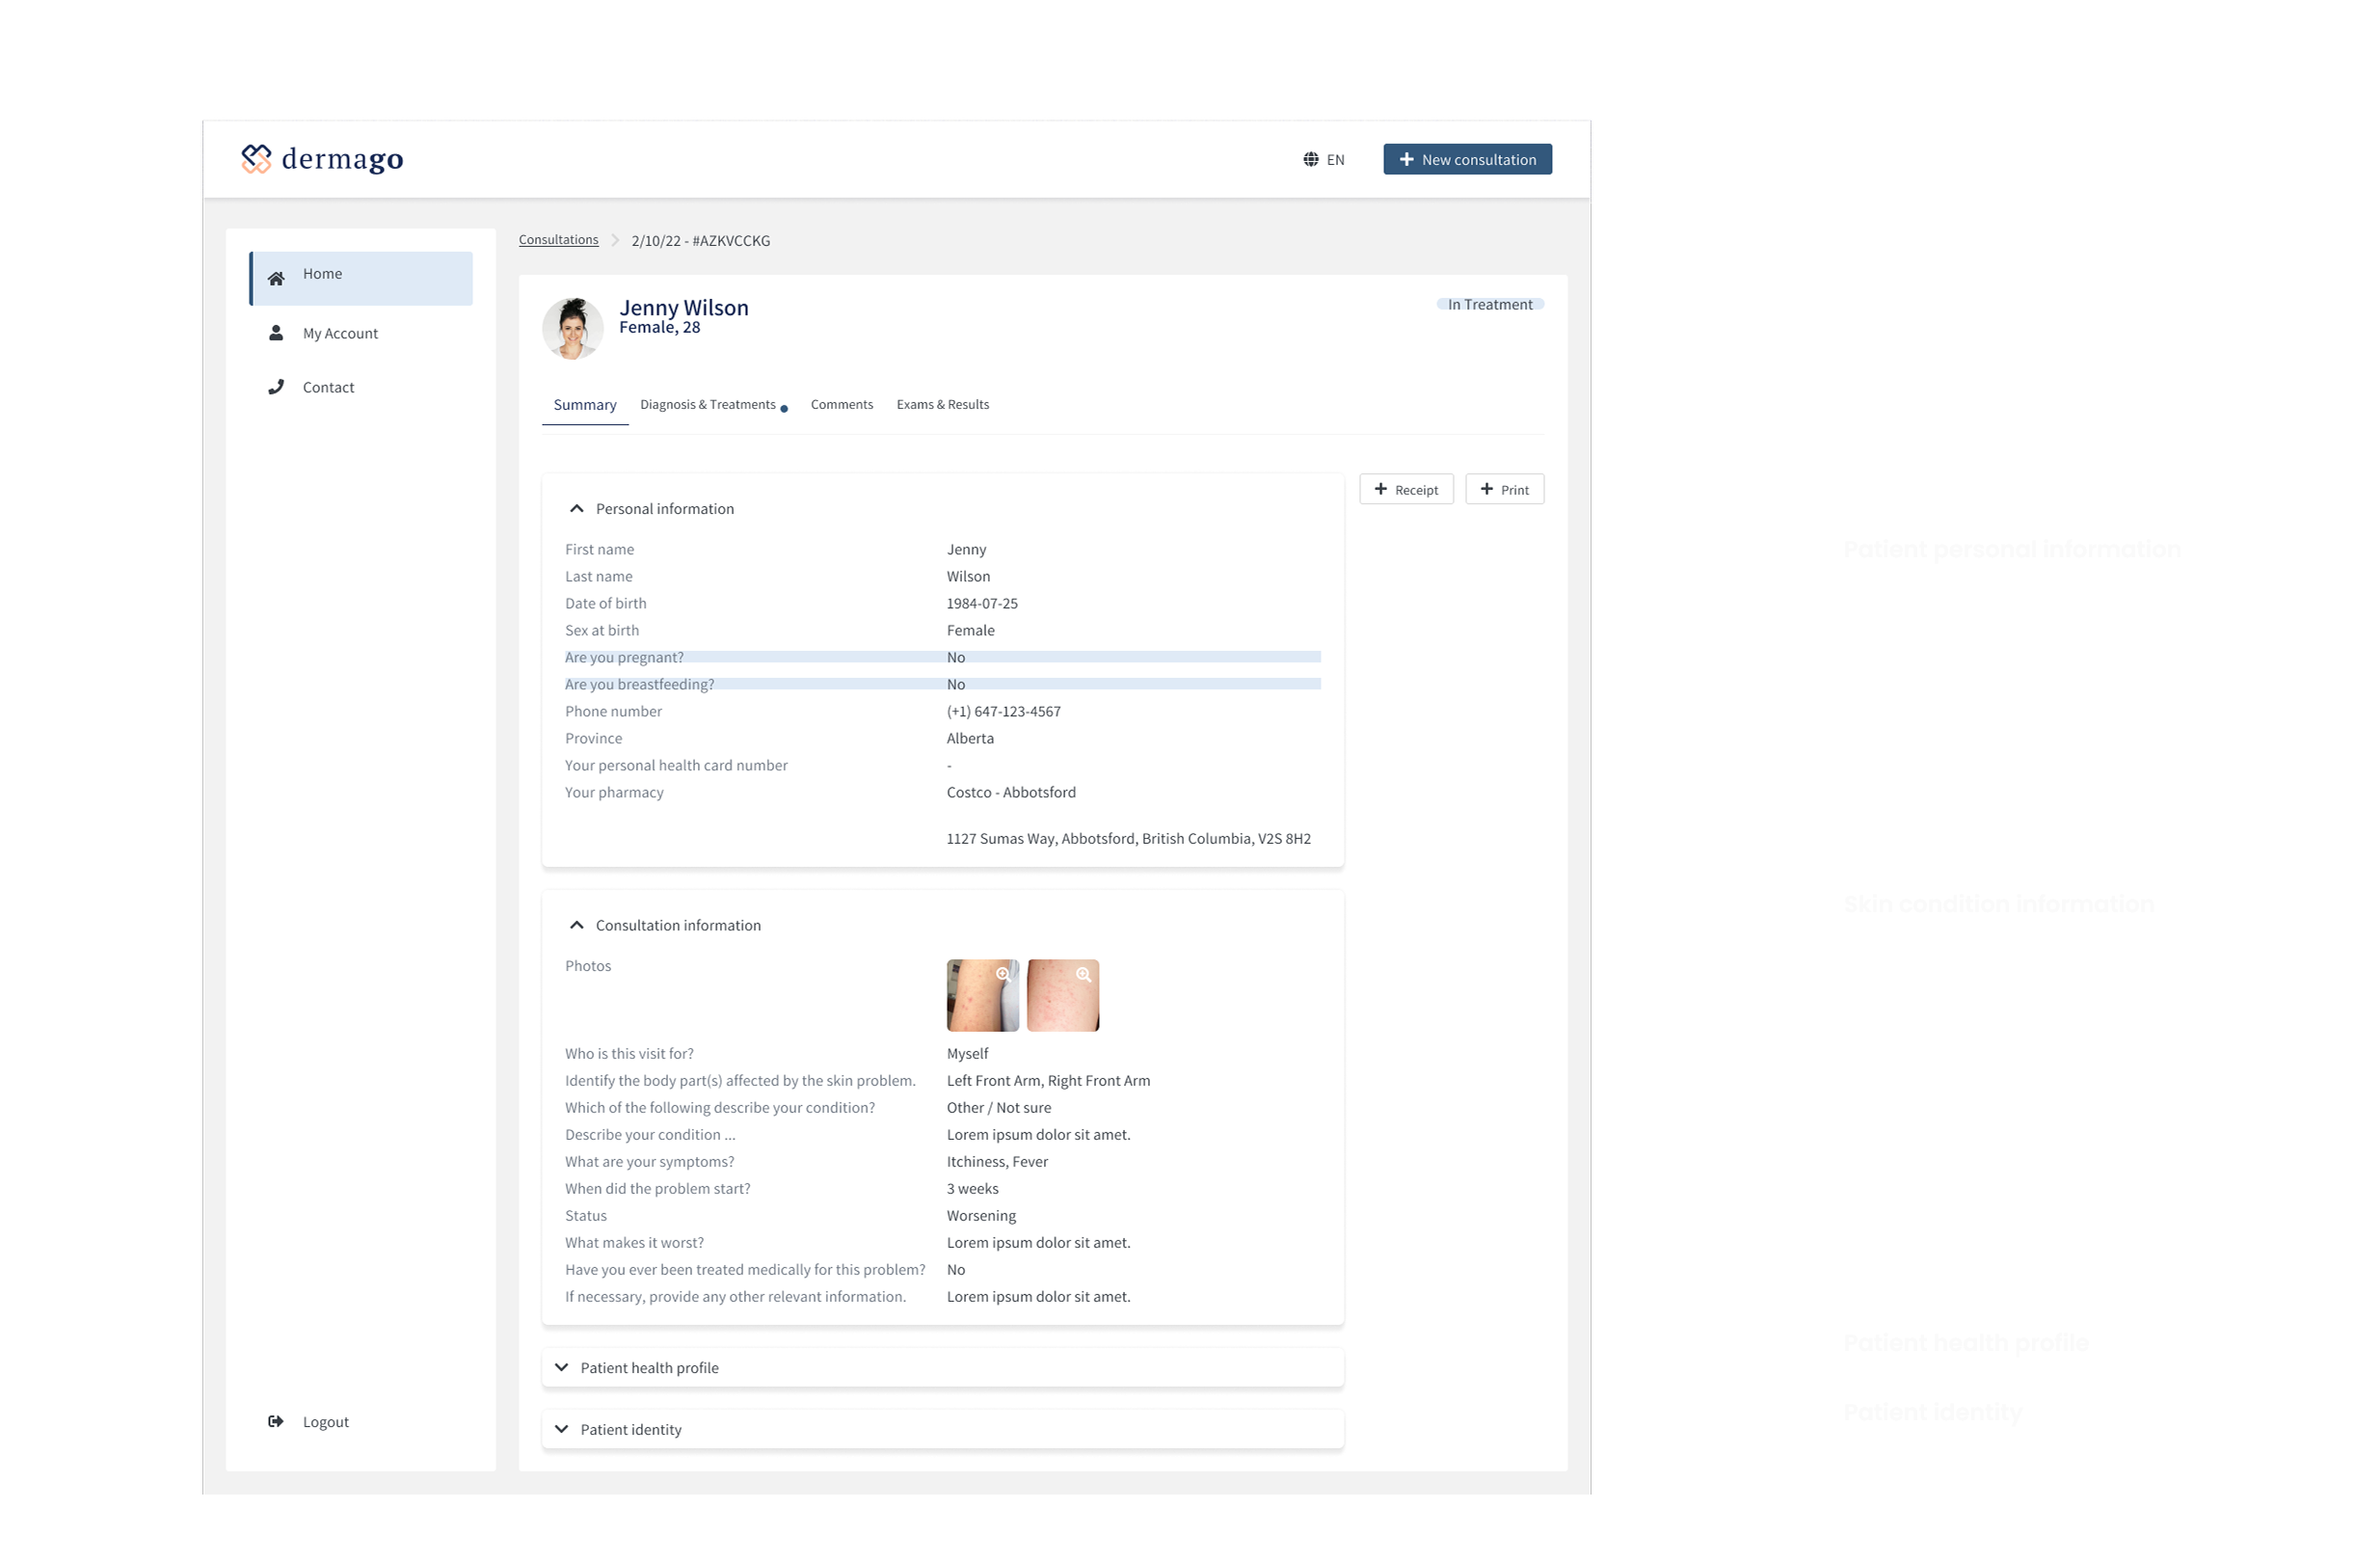 dermago
EN
+ New consultation
Home
My Account
Contact
Logout
Consultations > 2/10/22 - #AZKVCCKG
Jenny Wilson
Female, 28
In Treatment
Summary Diagnosis & Treatments Comments Exams & Results
+ Receipt + Print
Personal information
First name Jenny
Last name Wilson
Date of birth 1984-07-25
Sex at birth Female
Are you pregnant? No
Are you breastfeeding? No
Phone number (+1) 647-123-4567
Province Alberta
Your personal health card number -
Your pharmacy Costco - Abbotsford
1127 Sumas Way, Abbotsford, British Columbia, V2S 8H2
Consultation information
Photos
Who is this visit for? Myself
Identify the body part(s) affected by the skin problem. Left Front Arm, Right Front Arm
Which of the following describe your condition? Other / Not sure
Describe your condition ... Lorem ipsum dolor sit amet.
What are your symptoms? Itchiness, Fever
When did the problem start? 3 weeks
Status Worsening
What makes it worst? Lorem ipsum dolor sit amet.
Have you ever been treated medically for this problem? No
If necessary, provide any other relevant information. Lorem ipsum dolor sit amet.
Patient health profile
Patient identity
Patient personal information
Skin condition information
Patient health profile
Patient identity